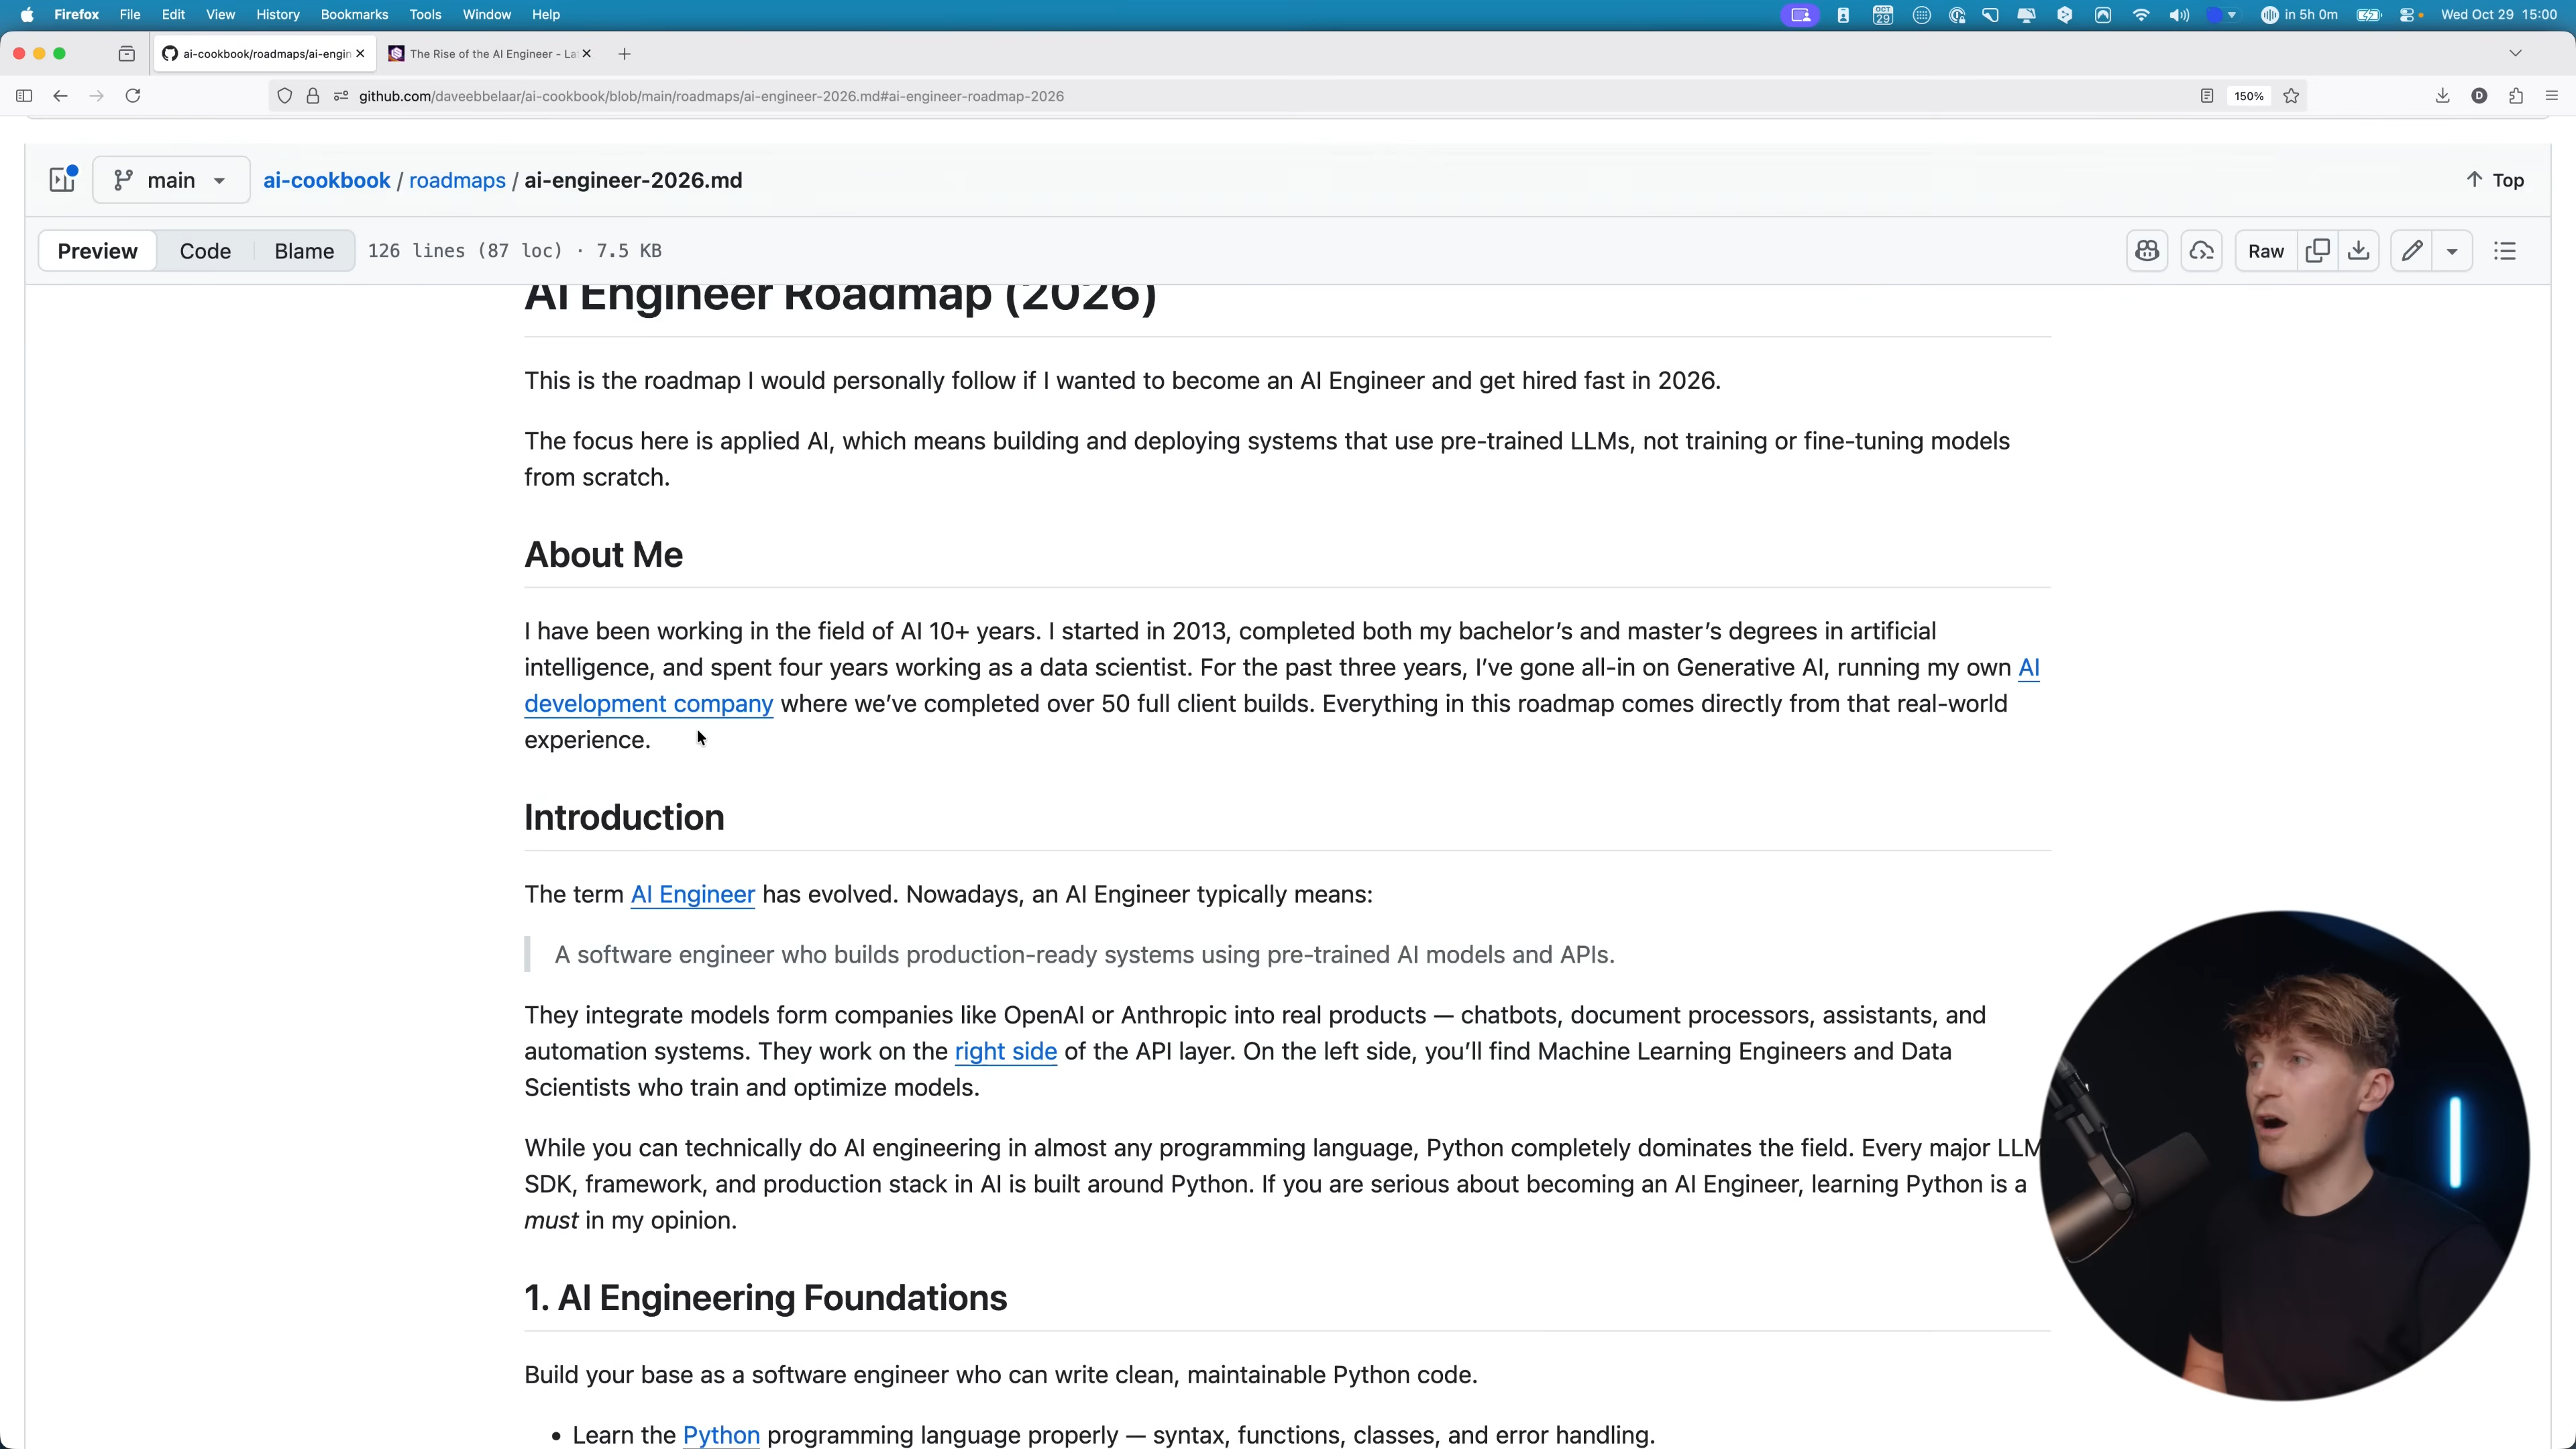 Firefox File Edit View History Bookmarks Tools Window Help
OCT 29
in 5h 0m
Wed Oct 29 15:00
ai-cookbook/roadmaps/ai-engin
The Rise of the AI Engineer - La
github.com/daveebbelaar/ai-cookbook/blob/main/roadmaps/ai-engineer-2026.md#ai-engineer-roadmap-2026
150%
D
main
ai-cookbook / roadmaps / ai-engineer-2026.md
Top
Preview Code Blame 126 lines (87 loc) · 7.5 KB
Raw
AI Engineer Roadmap (2026)
This is the roadmap I would personally follow if I wanted to become an AI Engineer and get hired fast in 2026.
The focus here is applied AI, which means building and deploying systems that use pre-trained LLMs, not training or fine-tuning models
from scratch.
About Me
I have been working in the field of AI 10+ years. I started in 2013, completed both my bachelor’s and master’s degrees in artificial
intelligence, and spent four years working as a data scientist. For the past three years, I’ve gone all-in on Generative AI, running my own AI
development company where we’ve completed over 50 full client builds. Everything in this roadmap comes directly from that real-world
experience.
Introduction
The term AI Engineer has evolved. Nowadays, an AI Engineer typically means:
A software engineer who builds production-ready systems using pre-trained AI models and APIs.
They integrate models form companies like OpenAI or Anthropic into real products — chatbots, document processors, assistants, and
automation systems. They work on the right side of the API layer. On the left side, you’ll find Machine Learning Engineers and Data
Scientists who train and optimize models.
While you can technically do AI engineering in almost any programming language, Python completely dominates the field. Every major LLM
SDK, framework, and production stack in AI is built around Python. If you are serious about becoming an AI Engineer, learning Python is a
must in my opinion.
1. AI Engineering Foundations
Build your base as a software engineer who can write clean, maintainable Python code.
• Learn the Python programming language properly — syntax, functions, classes, and error handling.